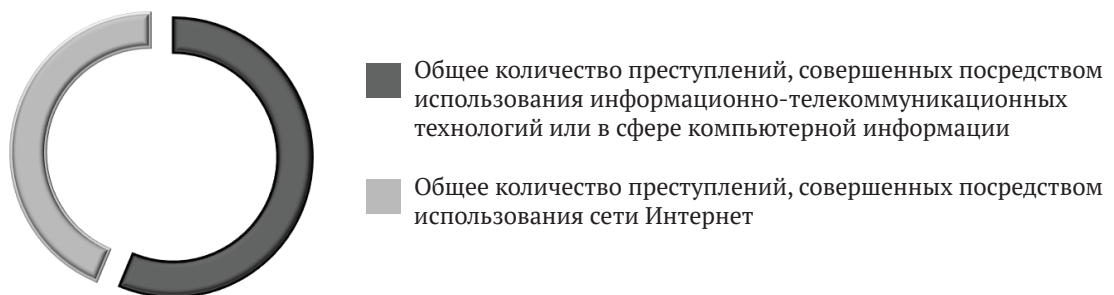 Общее количество преступлений, совершенных посредством
использования информационно-телекоммуникационных
технологий или в сфере компьютерной информации
Общее количество преступлений, совершенных посредством
использования сети Интернет